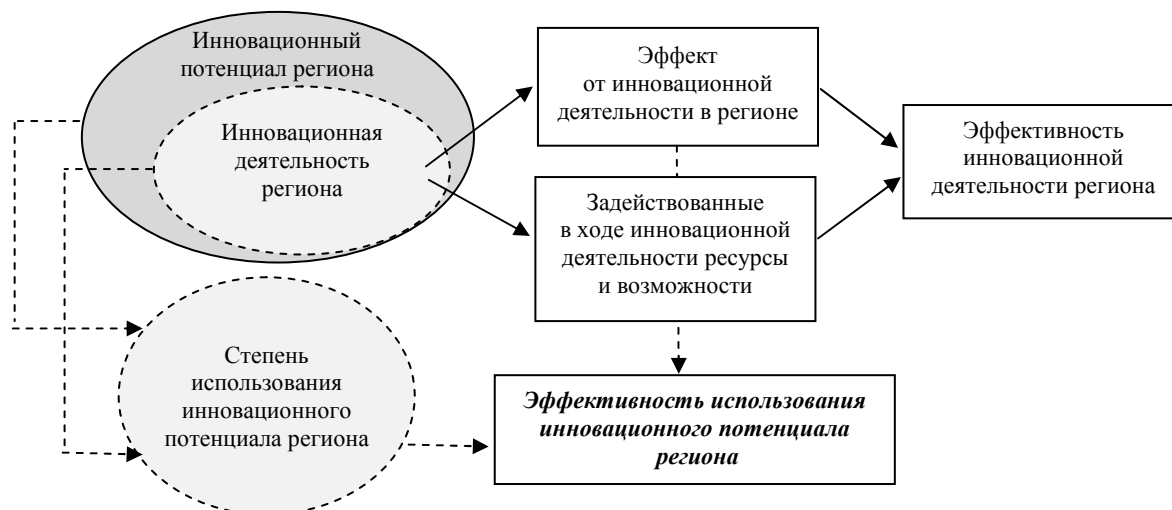 Инновационный
потенциал региона
Инновационная
деятельность
региона
Эффект
от инновационной
деятельности в регионе
Задействованные
в ходе инновационной
деятельности ресурсы
и возможности
Эффективность
инновационной
деятельности региона
Степень
использования
инновационного
потенциала региона
Эффективность использования
инновационного потенциала
региона